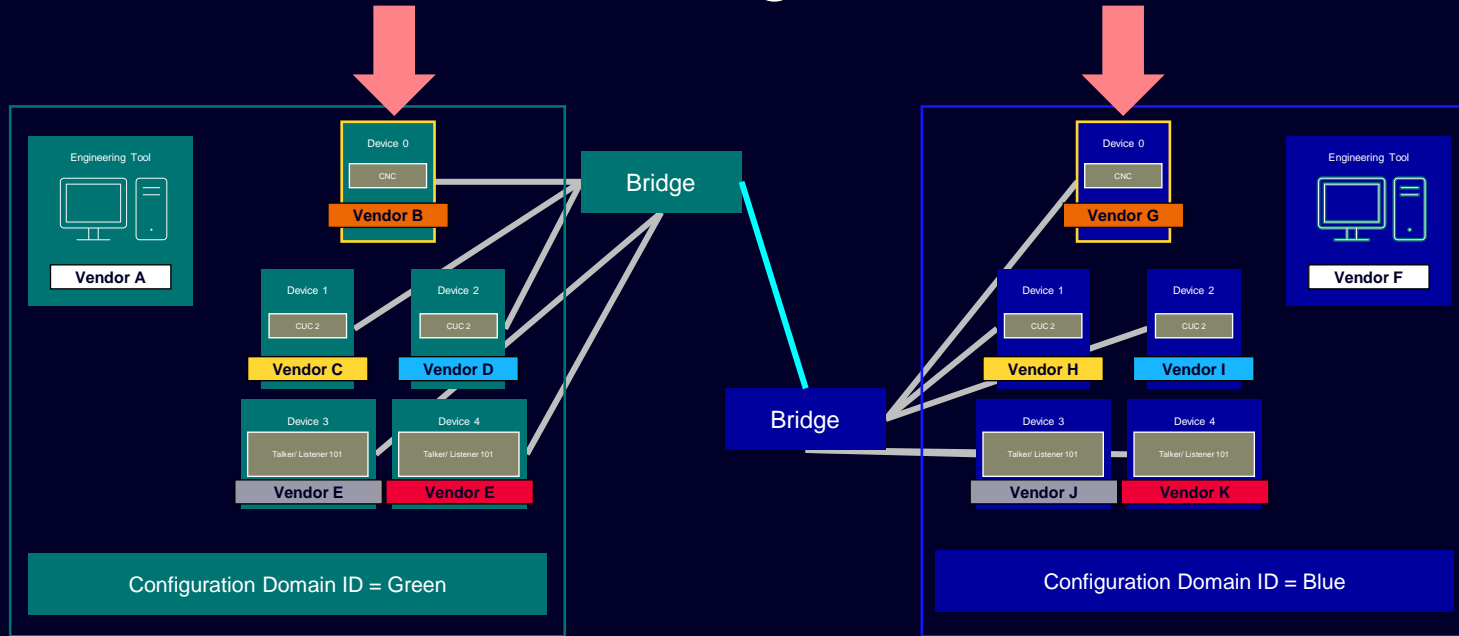 Engineering Tool
Vendor A
Device 0
CNC
Vendor B
Device 1
CUC 2
Vendor C
Device 2
CUC 2
Vendor D
Device 3
Talker/ Listener 101
Vendor E
Device 4
Talker/ Listener 101
Vendor E
Configuration Domain ID = Green
Bridge
Bridge
Device 0
CNC
Vendor G
Engineering Tool
Vendor F
Device 1
CUC 2
Vendor H
Device 2
CUC 2
Vendor I
Device 3
Talker/ Listener 101
Vendor J
Device 4
Talker/ Listener 101
Vendor K
Configuration Domain ID = Blue